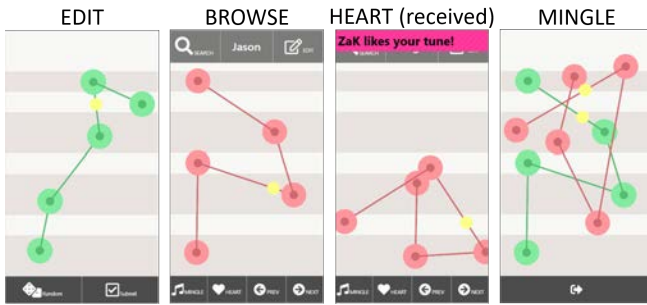 EDIT
BROWSE
HEART (received)
MINGLE
SEARCH
Jason
EDIT
ZaK likes your tune!
SEARCH
Random
Submit
MINGLE
HEART
PREV
NEXT
MINGLE
HEART
PREV
NEXT